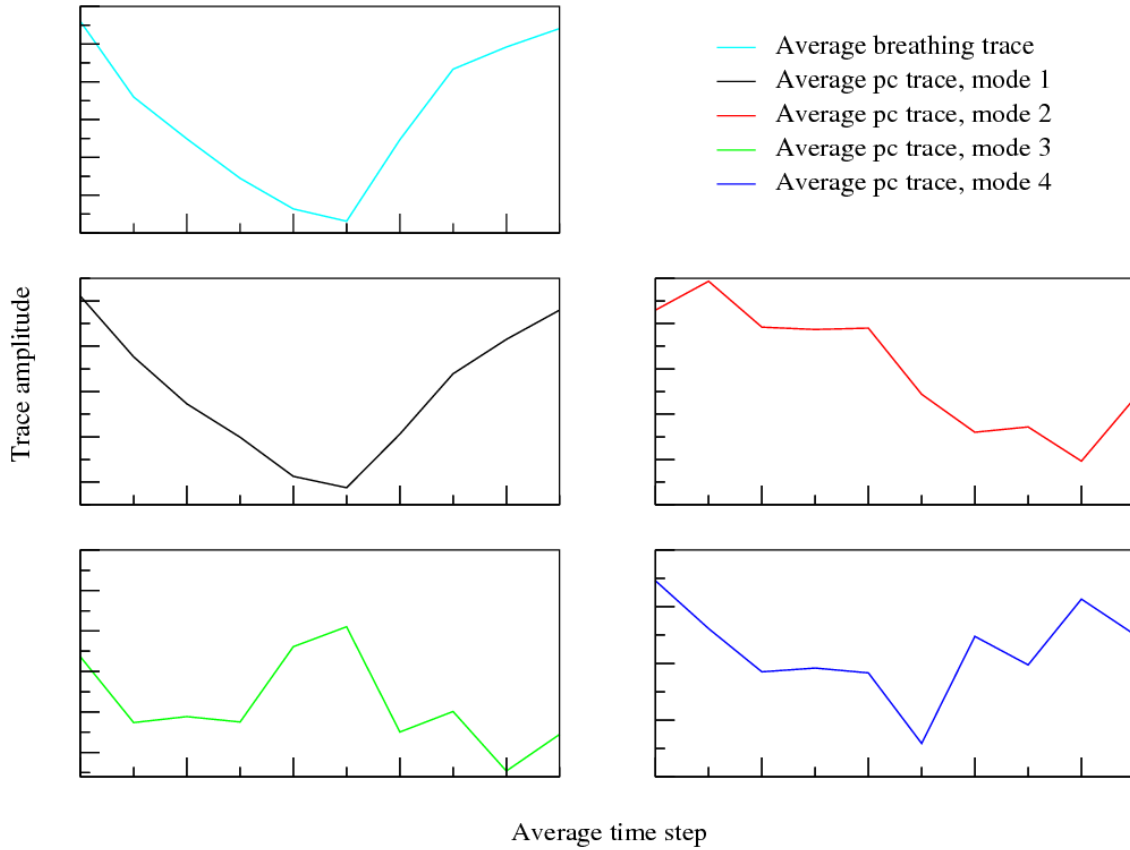 Average breathing trace
Average pc trace, mode 1
Average pc trace, mode 2
Average pc trace, mode 3
Average pc trace, mode 4
Trace amplitude
Average time step